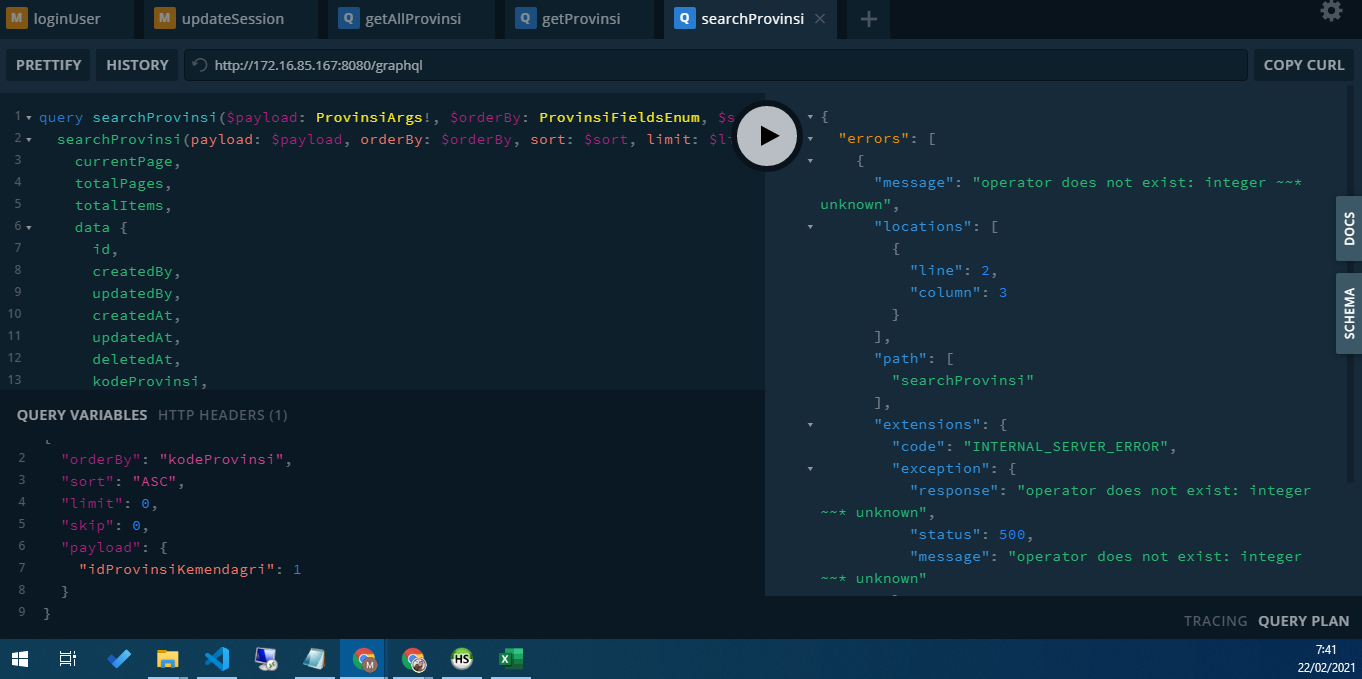 M loginUser M updateSession Q getAllProvinsi Q getProvinsi Q searchProvinsi
PRETTIFY HISTORY http://172.16.85.167:8080/graphql COPY CURL
1 query searchProvinsi($payload: ProvinsiArgs!, $orderBy: ProvinsiFieldsEnum, $s
2 searchProvinsi(payload: $payload, orderBy: $orderBy, sort: $sort, limit: $l
3 currentPage,
4 totalPages,
5 totalItems,
6 data {
7 id,
8 createdBy,
9 updatedBy,
10 createdAt,
11 updatedAt,
12 deletedAt,
13 kodeProvinsi,
QUERY VARIABLES HTTP HEADERS (1)
2 "orderBy": "kodeProvinsi",
3 "sort": "ASC",
4 "limit": 0,
5 "skip": 0,
6 "payload": {
7 "idProvinsiKemendagri": 1
8 }
9 }
{
"errors": [
{
"message": "operator does not exist: integer ~~*
unknown",
"locations": [
{
"line": 2,
"column": 3
}
],
"path": [
"searchProvinsi"
],
"extensions": {
"code": "INTERNAL_SERVER_ERROR",
"exception": {
"response": "operator does not exist: integer
~~* unknown",
"status": 500,
"message": "operator does not exist: integer
~~* unknown"
DOCS
SCHEMA
TRACING QUERY PLAN
M
HS
X
7:41
22/02/2021